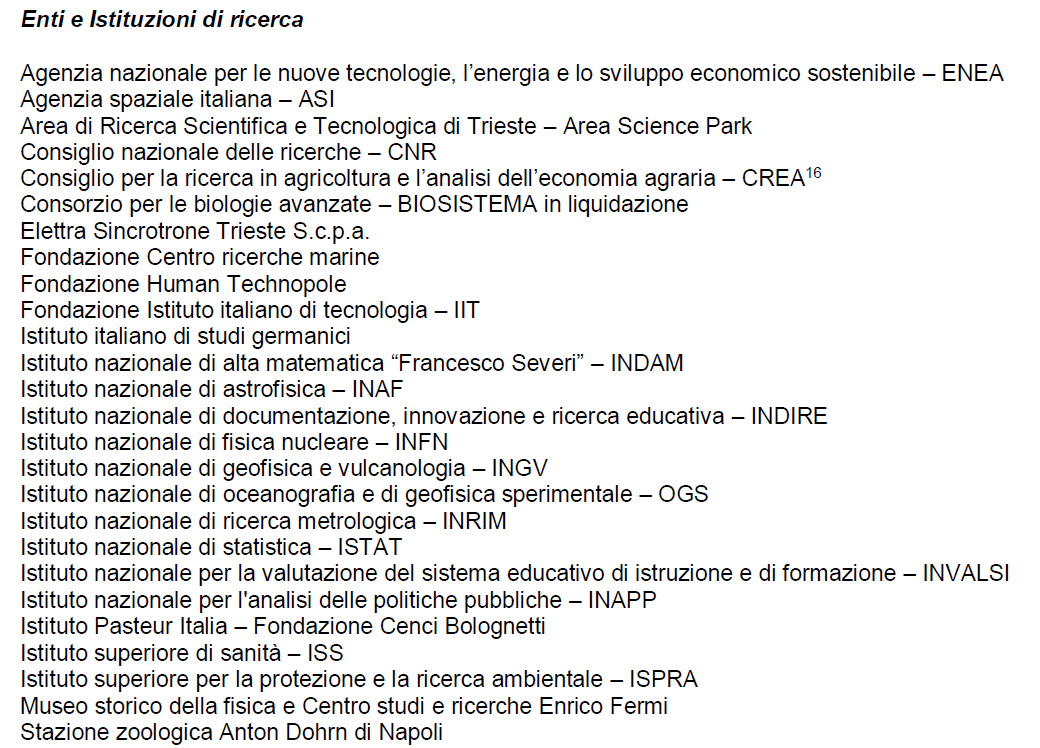 Enti e Istituzioni di ricerca
Agenzia nazionale per le nuove tecnologie, l’energia e lo sviluppo economico sostenibile – ENEA
Agenzia spaziale italiana – ASI
Area di Ricerca Scientifica e Tecnologica di Trieste – Area Science Park
Consiglio nazionale delle ricerche – CNR
Consiglio per la ricerca in agricoltura e l’analisi dell’economia agraria – CREA16
Consorzio per le biologie avanzate – BIOSISTEMA in liquidazione
Elettra Sincrotrone Trieste S.c.p.a.
Fondazione Centro ricerche marine
Fondazione Human Technopole
Fondazione Istituto italiano di tecnologia – IIT
Istituto italiano di studi germanici
Istituto nazionale di alta matematica “Francesco Severi” – INDAM
Istituto nazionale di astrofisica – INAF
Istituto nazionale di documentazione, innovazione e ricerca educativa – INDIRE
Istituto nazionale di fisica nucleare – INFN
Istituto nazionale di geofisica e vulcanologia – INGV
Istituto nazionale di oceanografia e di geofisica sperimentale – OGS
Istituto nazionale di ricerca metrologica – INRIM
Istituto nazionale di statistica – ISTAT
Istituto nazionale per la valutazione del sistema educativo di istruzione e di formazione – INVALSI
Istituto nazionale per l'analisi delle politiche pubbliche – INAPP
Istituto Pasteur Italia – Fondazione Cenci Bolognetti
Istituto superiore di sanità – ISS
Istituto superiore per la protezione e la ricerca ambientale – ISPRA
Museo storico della fisica e Centro studi e ricerche Enrico Fermi
Stazione zoologica Anton Dohrn di Napoli